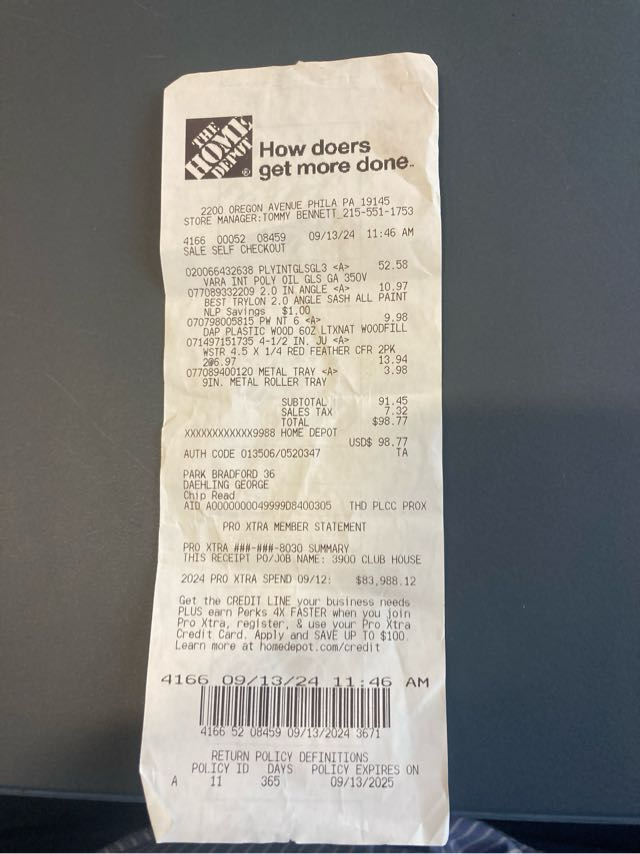 THE
HOME
DEPOT
How doers
get more done™
2200 OREGON AVENUE PHILA PA 19145
STORE MANAGER:TOMMY BENNETT 215-551-1753
4166 00052 08459 09/13/24 11:46 AM
SALE SELF CHECKOUT
020066432638 PLYINTGLSGL3 <A> 52.58
VARA INT POLY OIL GLS GA 350V
077089332209 2.0 IN ANGLE <A> 10.97
BEST TRYLON 2.0 ANGLE SASH ALL PAINT
NLP Savings $1.00
070798005815 PW NT 6 <A> 9.98
DAP PLASTIC WOOD 6OZ LTXNAT WOODFILL
071497151735 4-1/2 IN. JU <A>
WSTR 4.5 X 1/4 RED FEATHER CFR 2PK
2@6.97 13.94
077089400120 METAL TRAY <A> 3.98
9IN. METAL ROLLER TRAY
SUBTOTAL 91.45
SALES TAX 7.32
TOTAL $98.77
XXXXXXXXXXXX9988 HOME DEPOT
USD$ 98.77
AUTH CODE 013506/0520347 TA
PARK BRADFORD 36
DAEHLING GEORGE
Chip Read
AID A0000000049999D8400305 THD PLCC PROX
PRO XTRA MEMBER STATEMENT
PRO XTRA ###-###-8030 SUMMARY
THIS RECEIPT PO/JOB NAME: 3900 CLUB HOUSE
2024 PRO XTRA SPEND 09/12: $83,988.12
Get the CREDIT LINE your business needs
PLUS earn Perks 4X FASTER when you join
Pro Xtra, register, & use your Pro Xtra
Credit Card. Apply and SAVE UP TO $100.
Learn more at homedepot.com/credit
4166 09/13/24 11:46 AM
4166 52 08459 09/13/2024 3671
RETURN POLICY DEFINITIONS
POLICY ID DAYS POLICY EXPIRES ON
A 11 365 09/13/2025